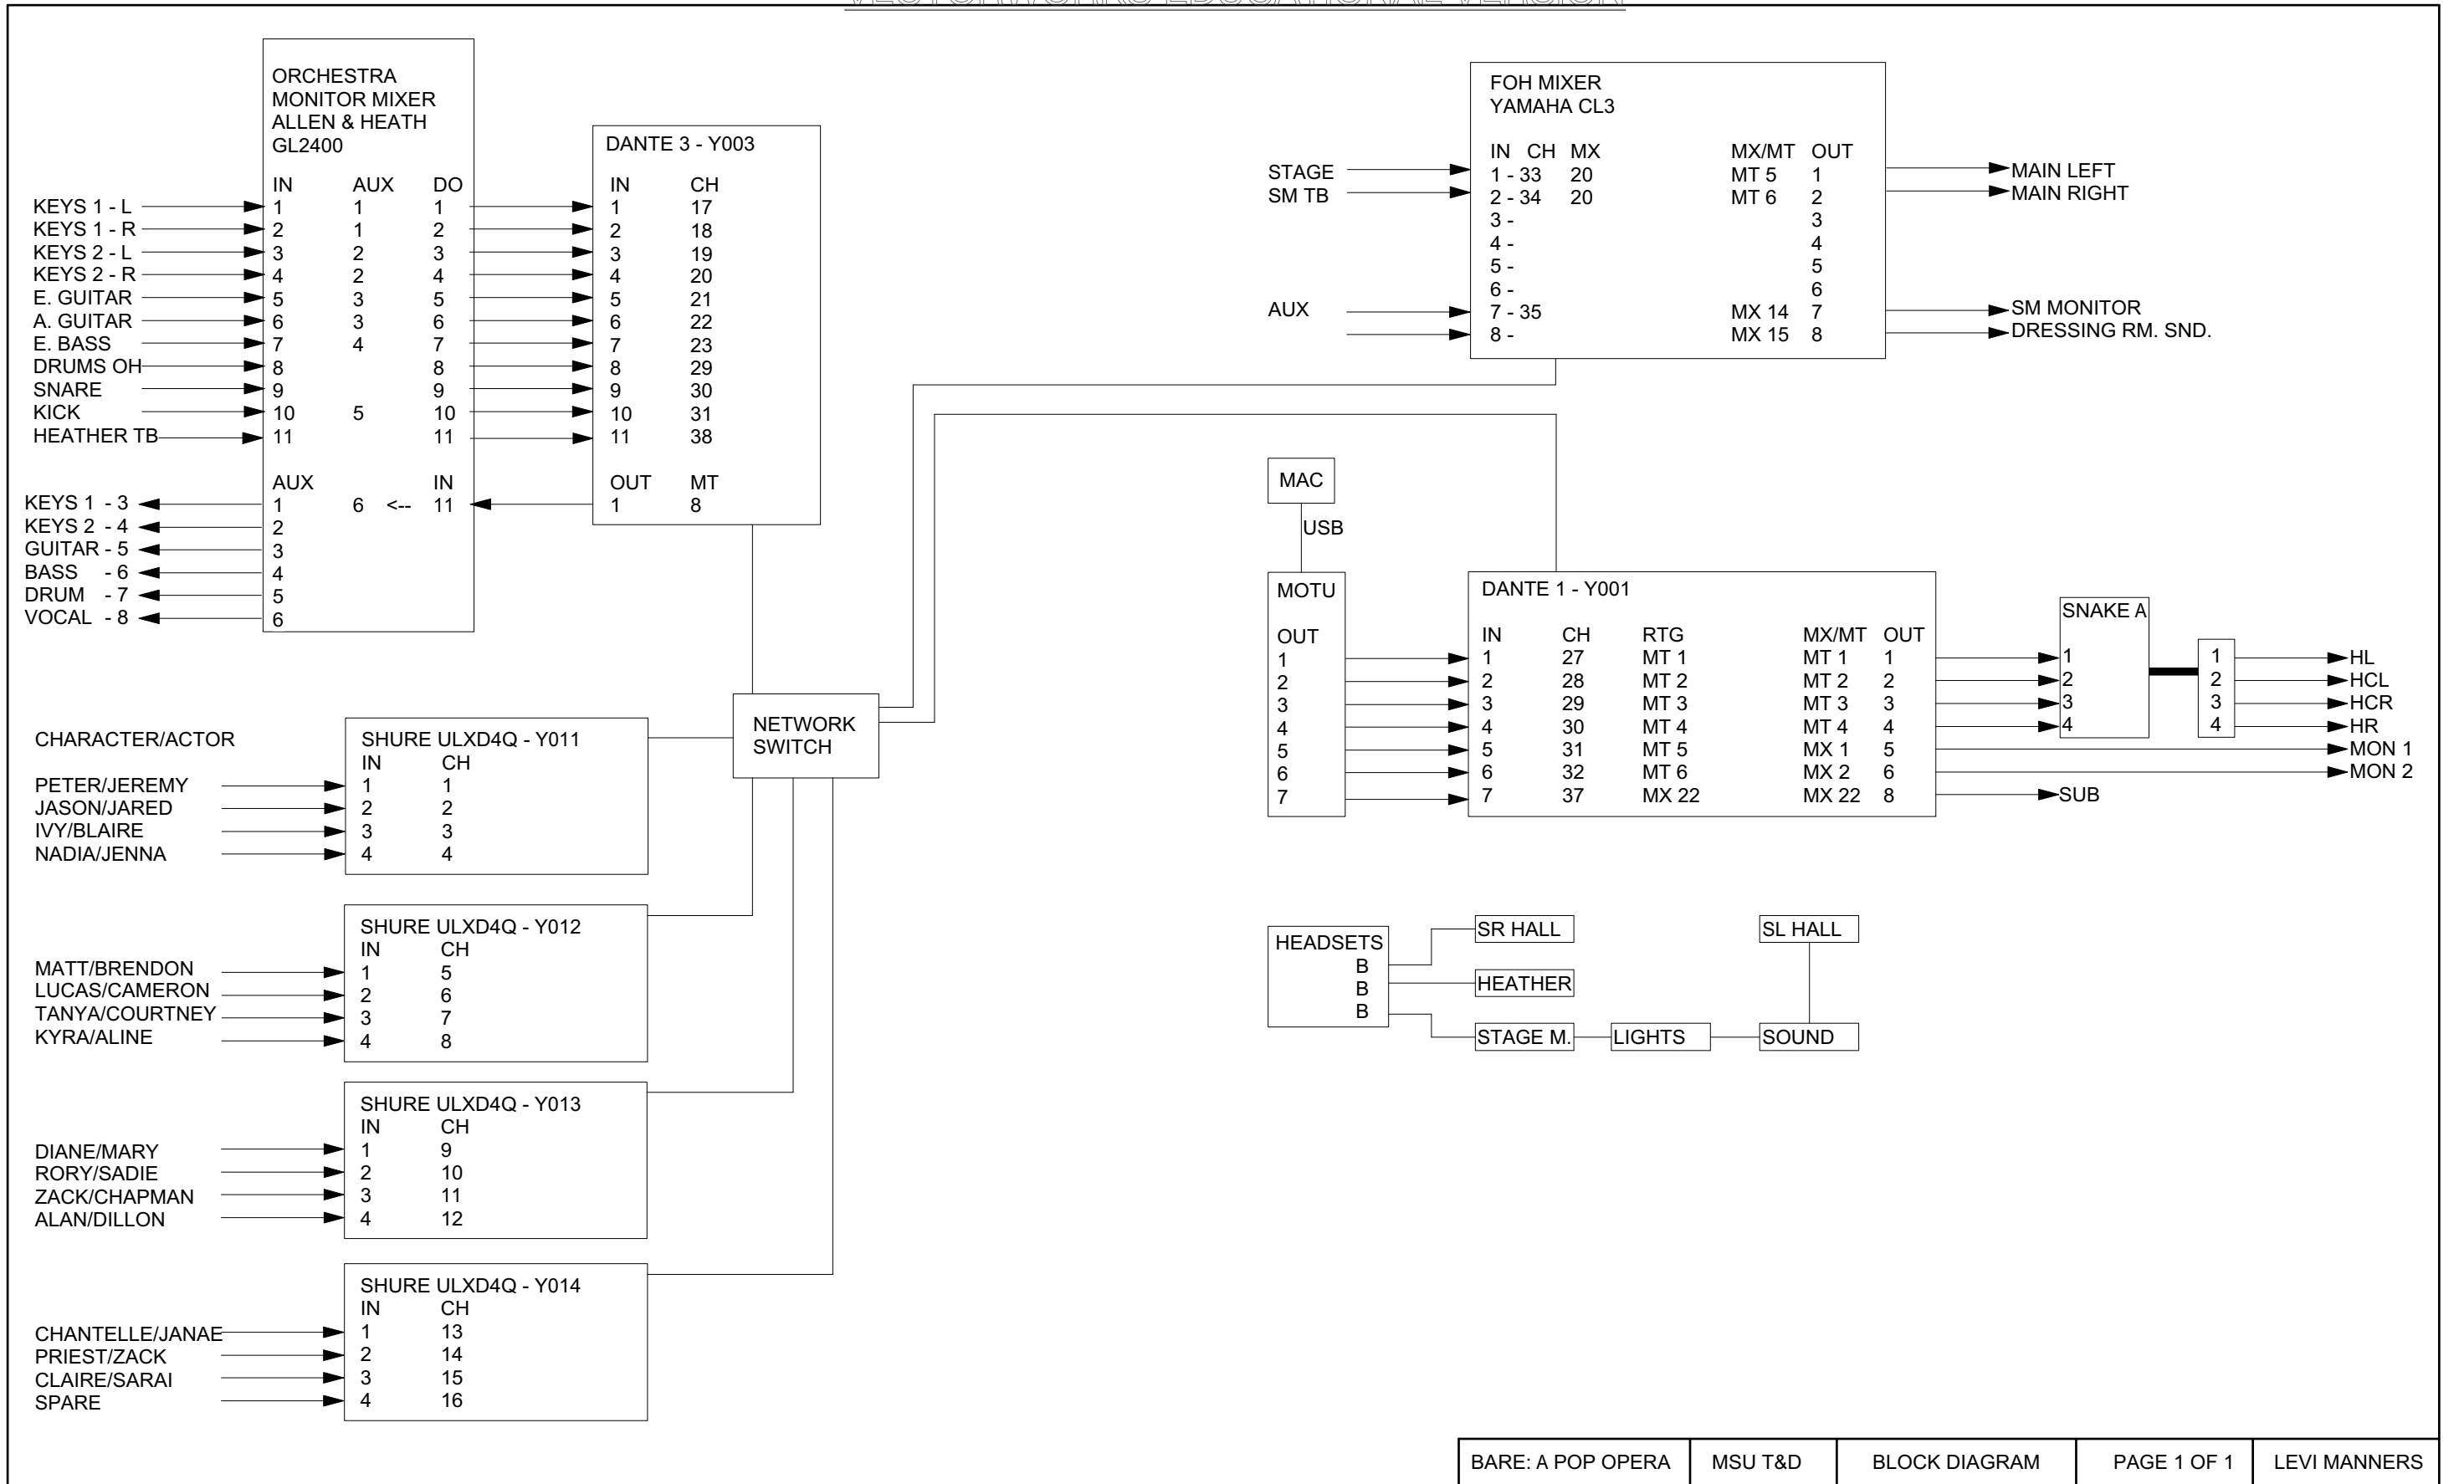 VECTORWORKS EDUCATIONAL VERSION
ORCHESTRA
MONITOR MIXER
ALLEN & HEATH
GL2400
IN AUX DO
KEYS 1 - L 1 1 1
KEYS 1 - R 2 1 2
KEYS 2 - L 3 2 3
KEYS 2 - R 4 2 4
E. GUITAR 5 3 5
A. GUITAR 6 3 6
E. BASS 7 4 7
DRUMS OH 8 8
SNARE 9 9
KICK 10 5 10
HEATHER TB 11 11
AUX IN
KEYS 1 - 3 1 6 <-- 11
KEYS 2 - 4 2
GUITAR - 5 3
BASS - 6 4
DRUM - 7 5
VOCAL - 8 6
DANTE 3 - Y003
IN CH
1 17
2 18
3 19
4 20
5 21
6 22
7 23
8 29
9 30
10 31
11 38
OUT MT
1 8
FOH MIXER
YAMAHA CL3
IN CH MX MX/MT OUT
STAGE 1 - 33 20 MT 5 1 MAIN LEFT
SM TB 2 - 34 20 MT 6 2 MAIN RIGHT
3 - 3
4 - 4
5 - 5
6 - 6
AUX 7 - 35 MX 14 7 SM MONITOR
8 - MX 15 8 DRESSING RM. SND.
MAC
USB
MOTU
OUT
1
2
3
4
5
6
7
DANTE 1 - Y001
IN CH RTG MX/MT OUT
1 27 MT 1 MT 1 1
2 28 MT 2 MT 2 2
3 29 MT 3 MT 3 3
4 30 MT 4 MT 4 4
5 31 MT 5 MX 1 5 MON 1
6 32 MT 6 MX 2 6 MON 2
7 37 MX 22 MX 22 8 SUB
SNAKE A
1 1 HL
2 2 HCL
3 3 HCR
4 4 HR
NETWORK
SWITCH
CHARACTER/ACTOR
SHURE ULXD4Q - Y011
IN CH
PETER/JEREMY 1 1
JASON/JARED 2 2
IVY/BLAIRE 3 3
NADIA/JENNA 4 4
SHURE ULXD4Q - Y012
IN CH
MATT/BRENDON 1 5
LUCAS/CAMERON 2 6
TANYA/COURTNEY 3 7
KYRA/ALINE 4 8
SHURE ULXD4Q - Y013
IN CH
DIANE/MARY 1 9
RORY/SADIE 2 10
ZACK/CHAPMAN 3 11
ALAN/DILLON 4 12
SHURE ULXD4Q - Y014
IN CH
CHANTELLE/JANAE 1 13
PRIEST/ZACK 2 14
CLAIRE/SARAI 3 15
SPARE 4 16
HEADSETS
B
B
B
SR HALL
SL HALL
HEATHER
STAGE M.
LIGHTS
SOUND
BARE: A POP OPERA
MSU T&D
BLOCK DIAGRAM
PAGE 1 OF 1
LEVI MANNERS